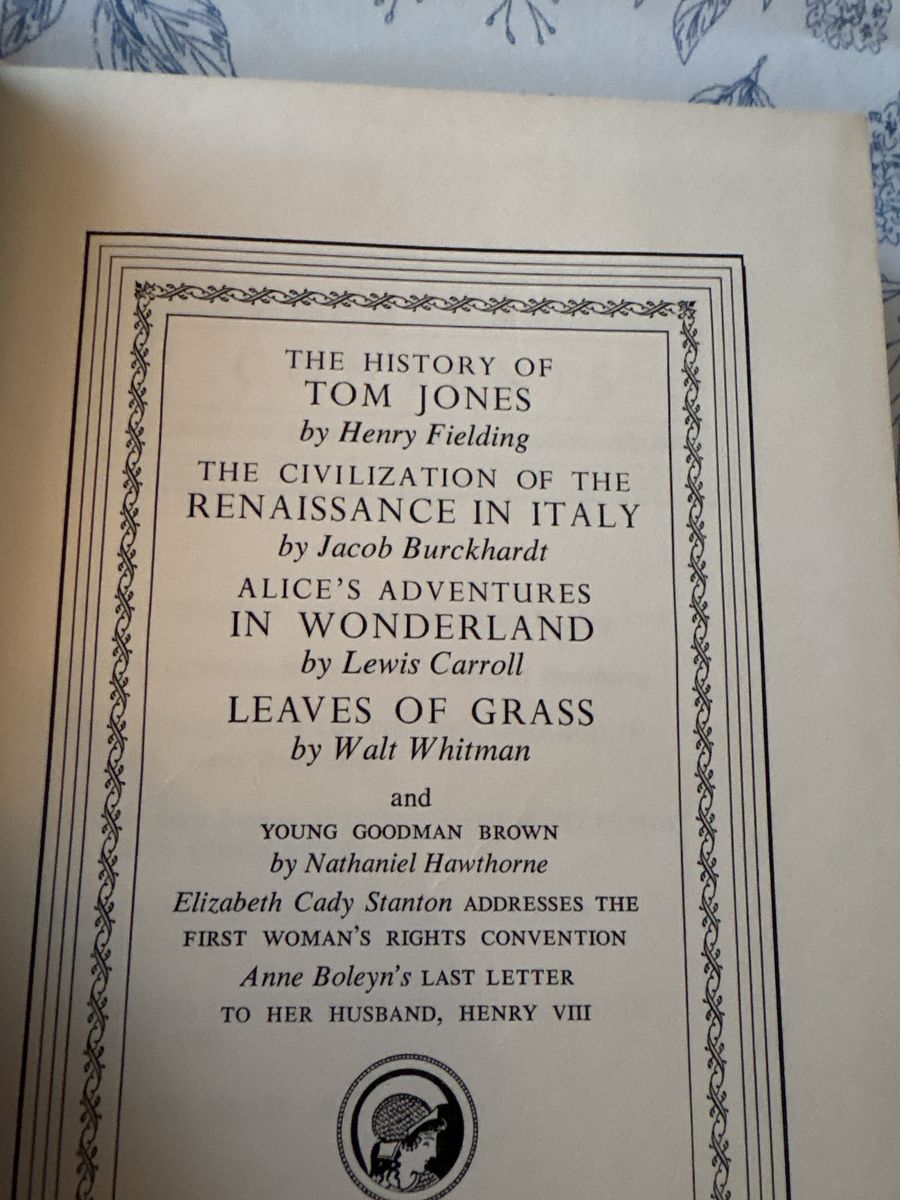 THE HISTORY OF
TOM JONES
by Henry Fielding
THE CIVILIZATION OF THE
RENAISSANCE IN ITALY
by Jacob Burckhardt
ALICE'S ADVENTURES
IN WONDERLAND
by Lewis Carroll
LEAVES OF GRASS
by Walt Whitman
and
YOUNG GOODMAN BROWN
by Nathaniel Hawthorne
Elizabeth Cady Stanton ADDRESSES THE
FIRST WOMAN'S RIGHTS CONVENTION
Anne Boleyn's LAST LETTER
TO HER HUSBAND, HENRY VIII